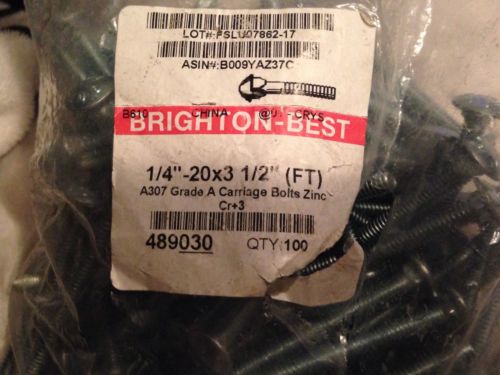 LOT#:FSLU07862-17
ASIN#:B009YAZ37C
B610 CHINA @U. -CRYS
BRIGHTON-BEST
1/4"-20x3 1/2" (FT)
A307 Grade A Carriage Bolts Zinc
Cr+3
489030 QTY:100